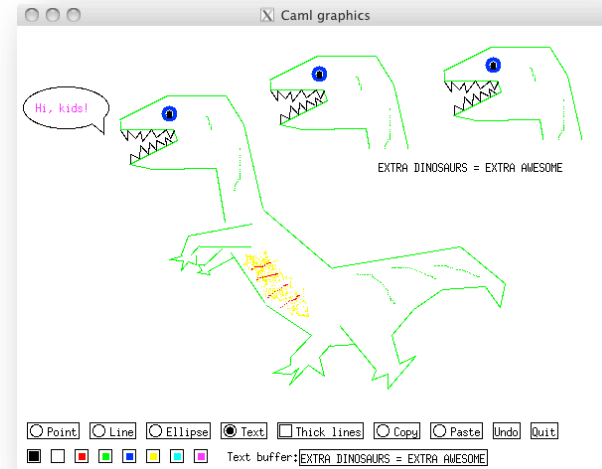 Caml graphics
Hi, kids!
EXTRA DINOSAURS = EXTRA AWESOME
Point Line Ellipse Text Thick lines Copy Paste Undo Quit
Text buffer: EXTRA DINOSAURS = EXTRA AWESOME